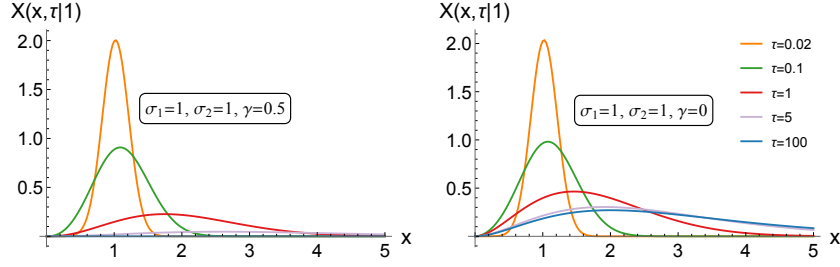 X(x,τ|1)
2.0
1.5
1.0
0.5
σ₁=1, σ₂=1, γ=0.5
1 2 3 4 5
x
X(x,τ|1)
2.0
1.5
1.0
0.5
σ₁=1, σ₂=1, γ=0
1 2 3 4 5
x
τ=0.02
τ=0.1
τ=1
τ=5
τ=100